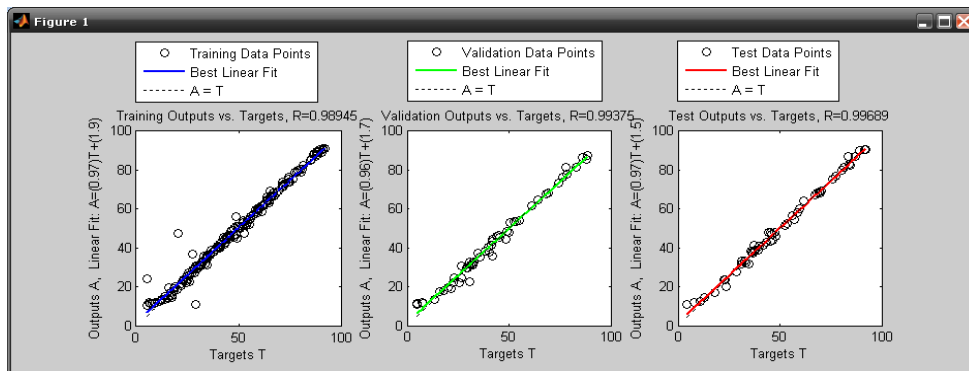 Figure 1
Training Data Points
Best Linear Fit
A = T
Training Outputs vs. Targets, R=0.98945
Outputs A, Linear Fit: A=(0.97)T+(1.9)
100
80
60
40
20
0
0 50 100
Targets T
Validation Data Points
Best Linear Fit
A = T
Validation Outputs vs. Targets, R=0.99375
Outputs A, Linear Fit: A=(0.96)T+(1.7)
100
80
60
40
20
0
0 50 100
Targets T
Test Data Points
Best Linear Fit
A = T
Test Outputs vs. Targets, R=0.99689
Outputs A, Linear Fit: A=(0.97)T+(1.5)
100
80
60
40
20
0
0 50 100
Targets T